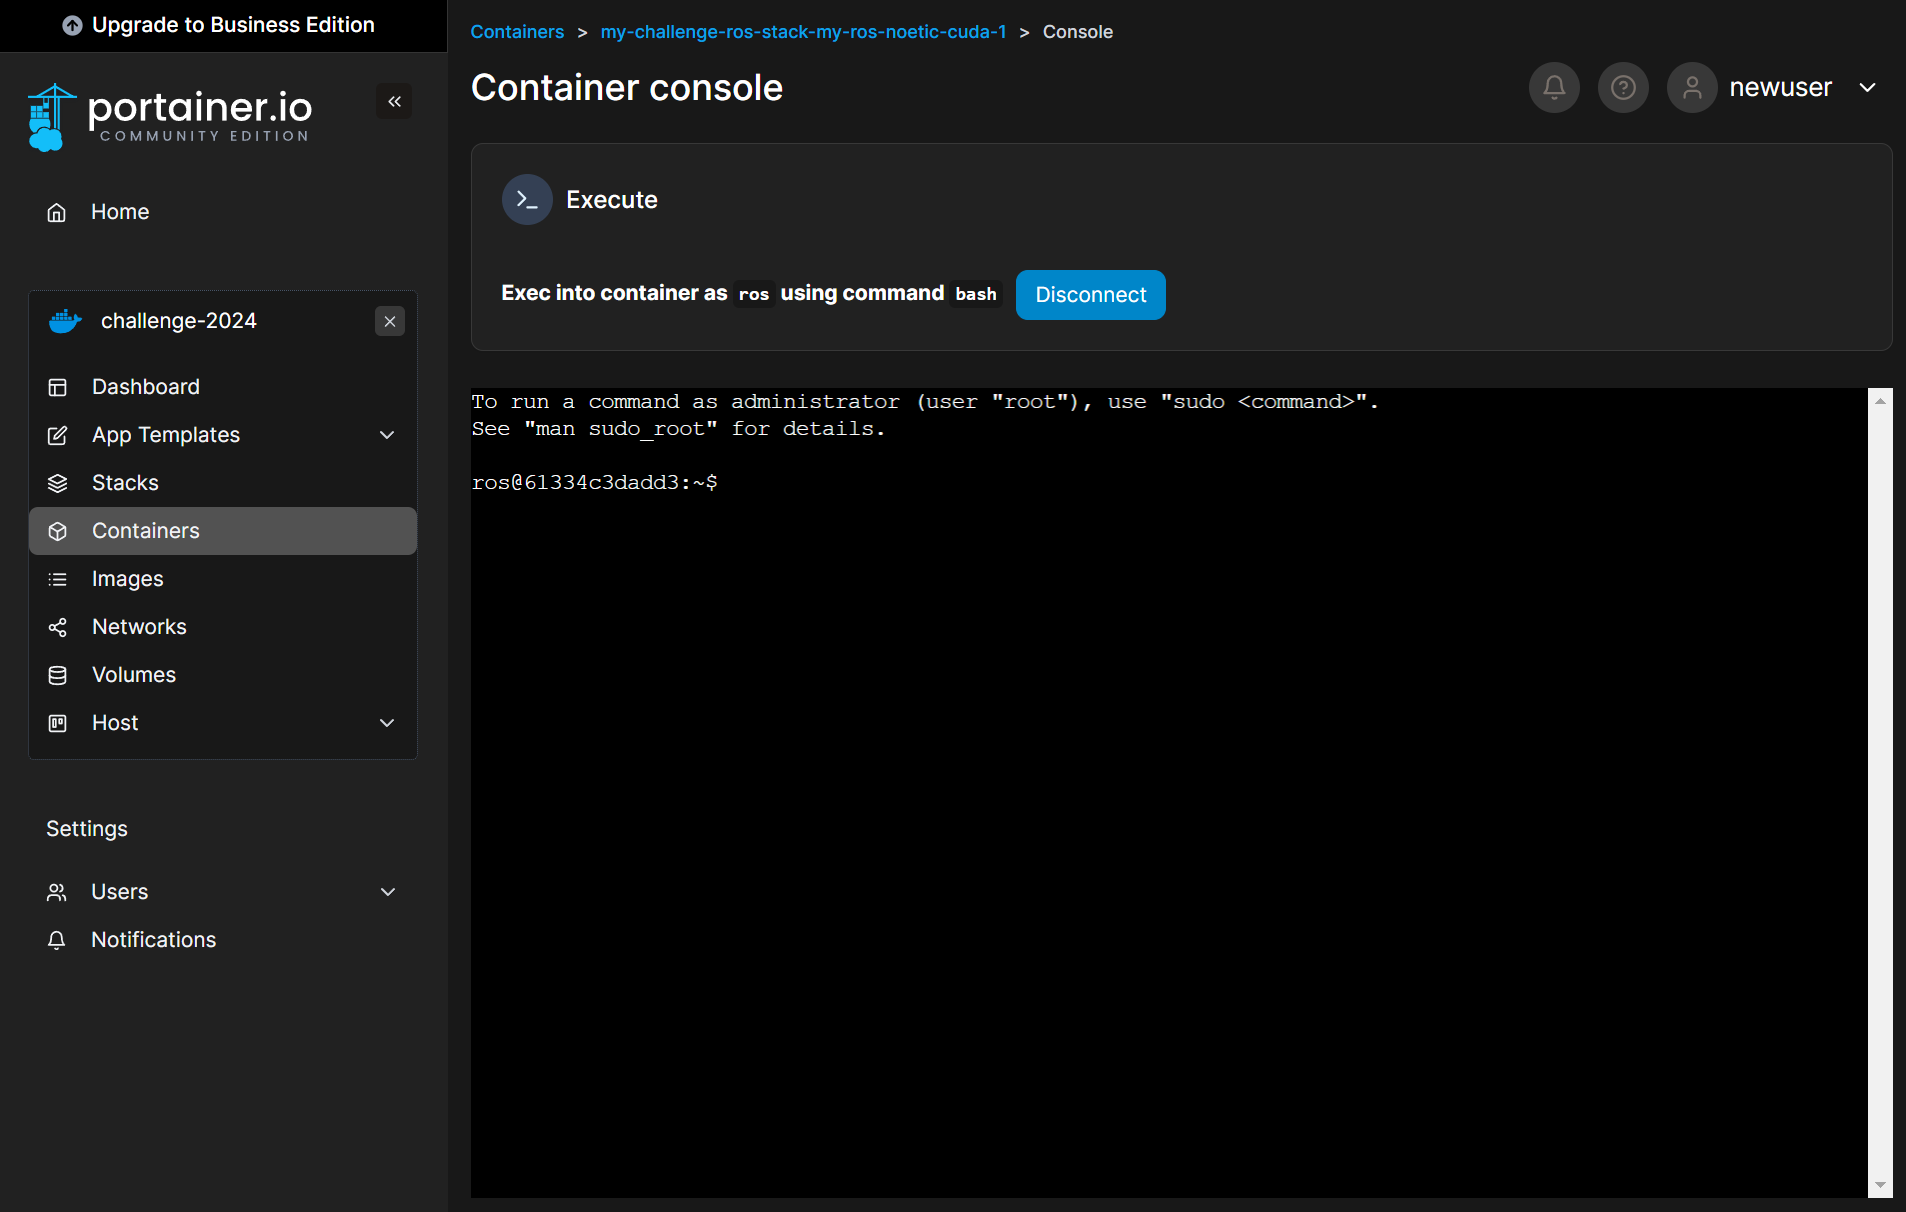 Upgrade to Business Edition
portainer.io
COMMUNITY EDITION
Home
challenge-2024
Dashboard
App Templates
Stacks
Containers
Images
Networks
Volumes
Host
Settings
Users
Notifications
Containers > my-challenge-ros-stack-my-ros-noetic-cuda-1 > Console
Container console
newuser
Execute
Exec into container as ros using command bash Disconnect
To run a command as administrator (user "root"), use "sudo <command>".
See "man sudo_root" for details.
ros@61334c3dadd3:~$